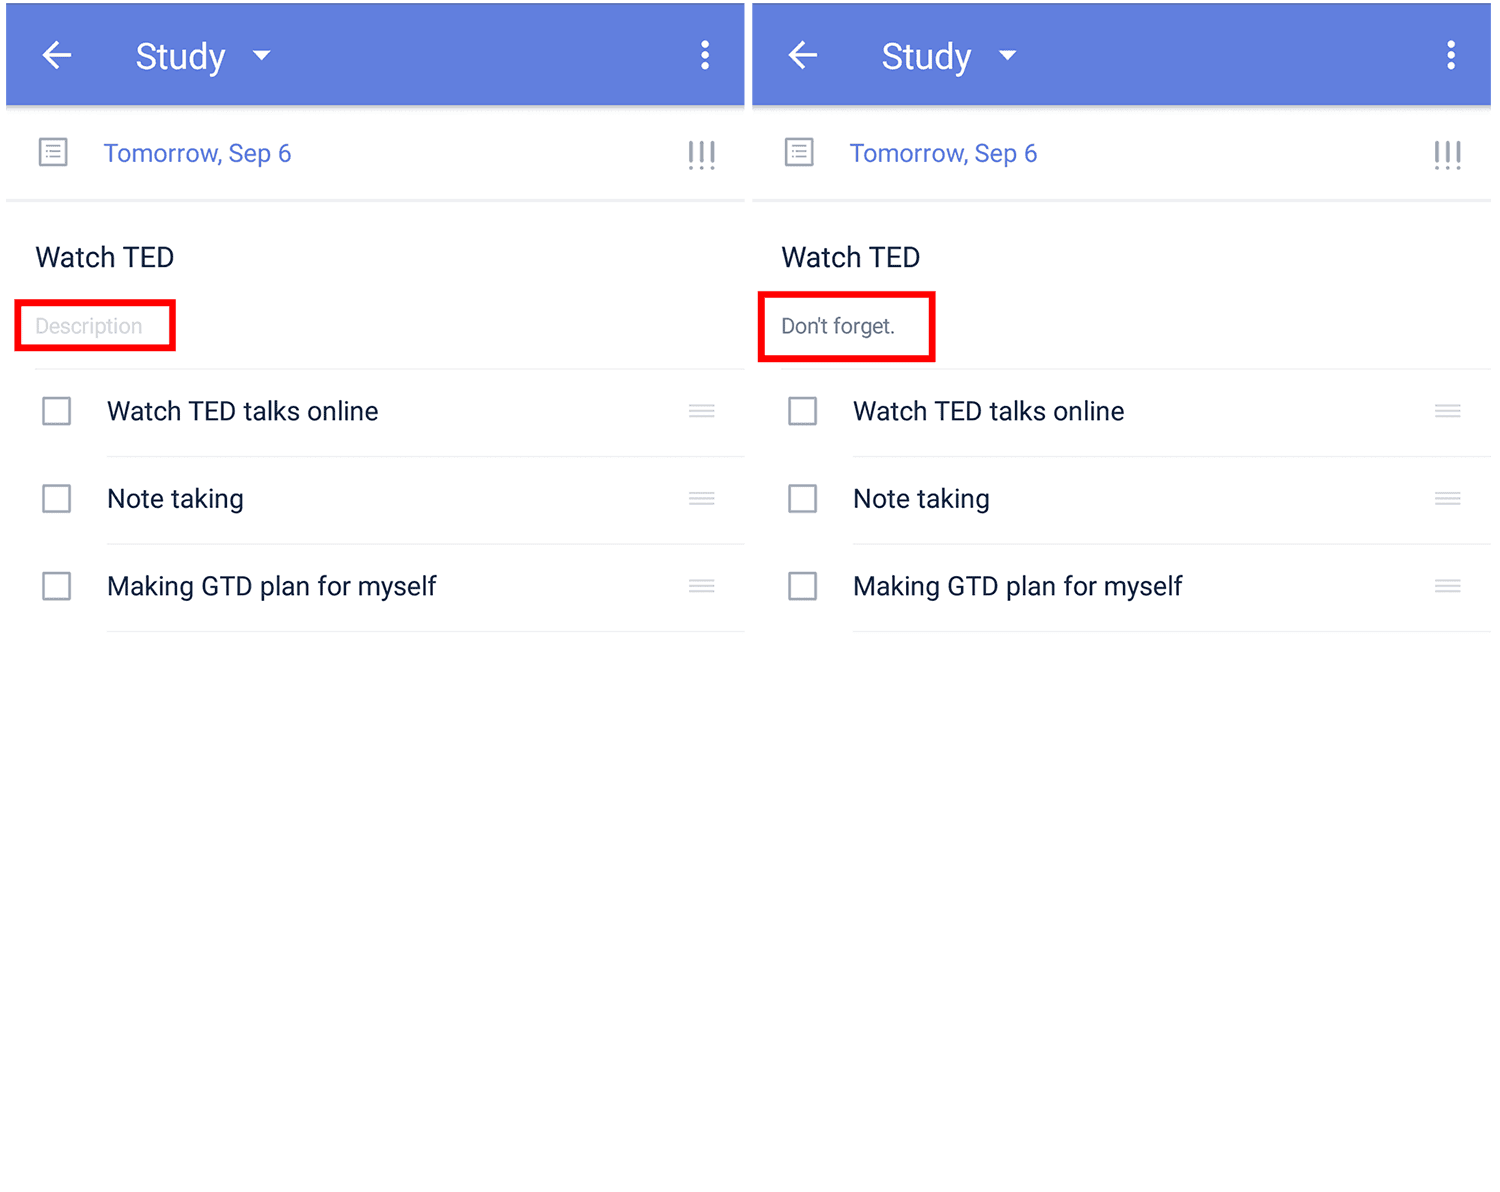 Study
Tomorrow, Sep 6
Watch TED
Description
Watch TED talks online
Note taking
Making GTD plan for myself
Study
Tomorrow, Sep 6
Watch TED
Don't forget.
Watch TED talks online
Note taking
Making GTD plan for myself